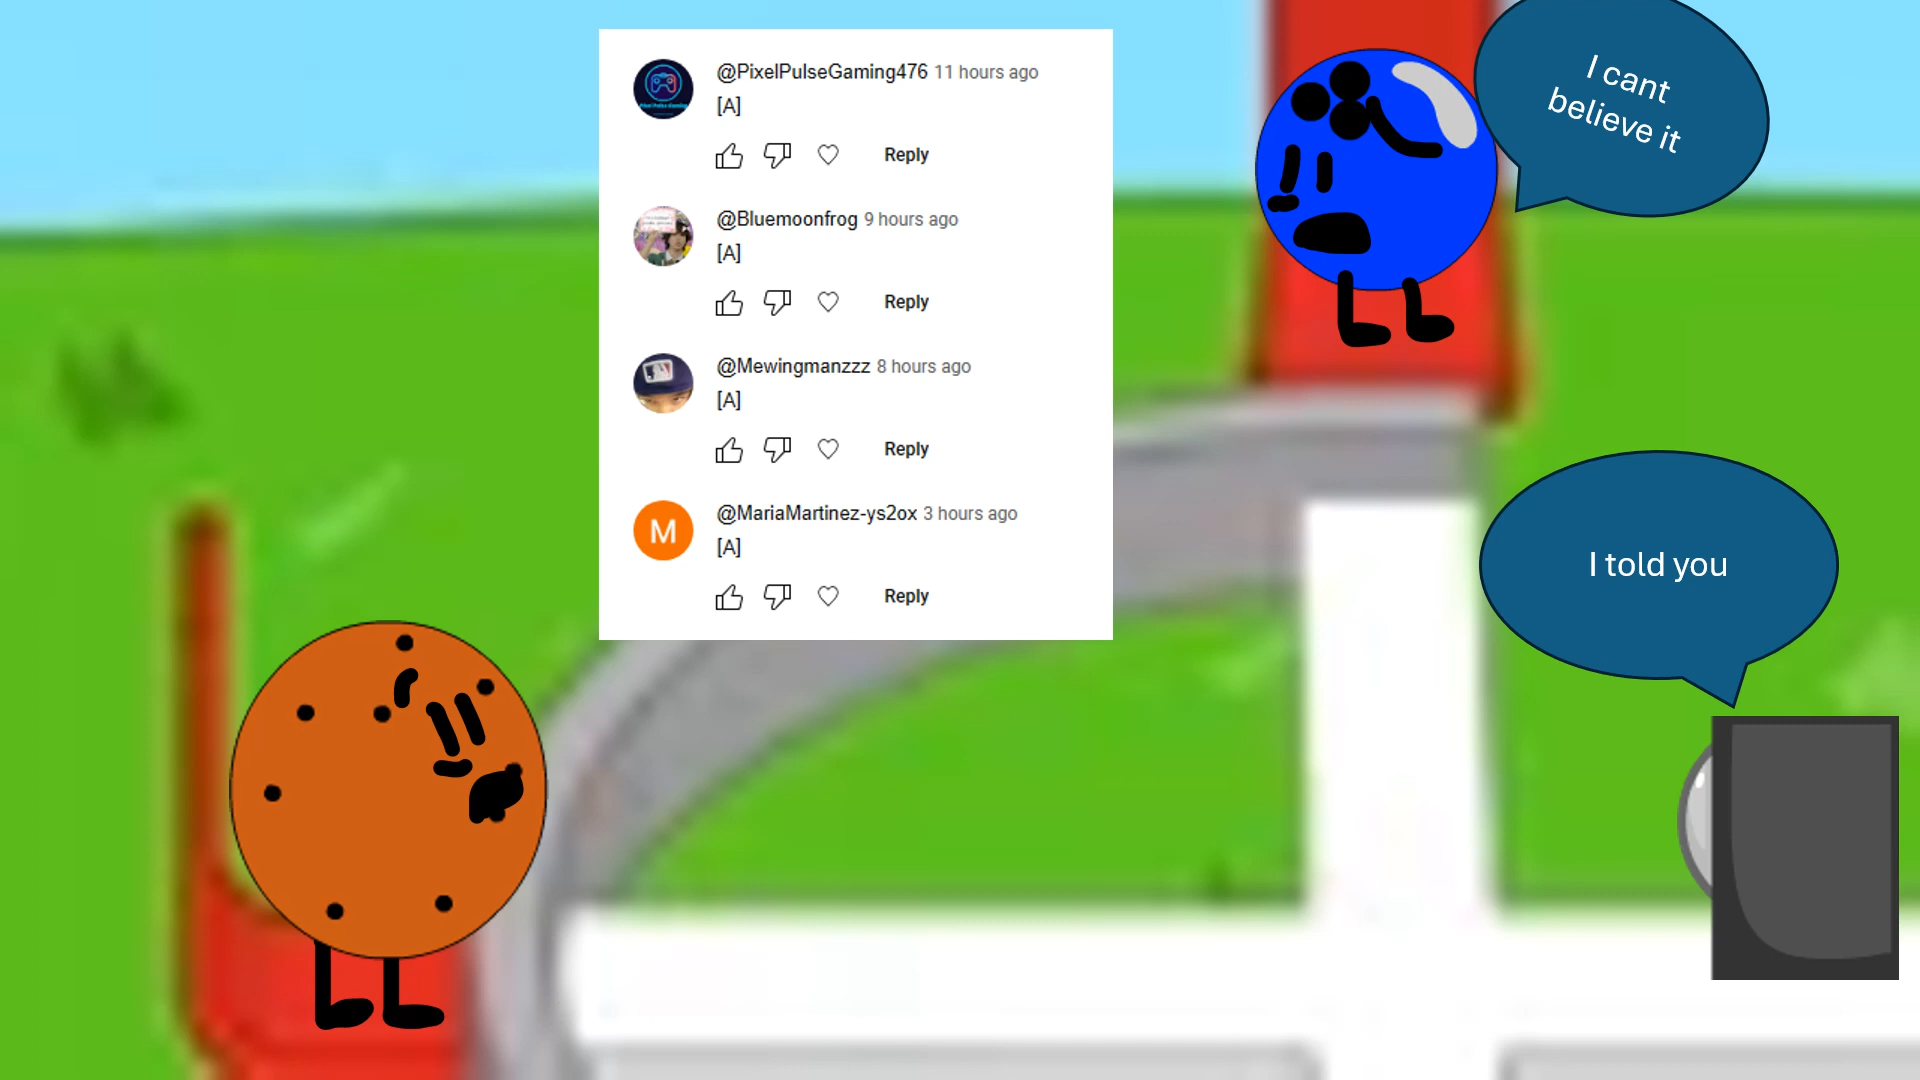 @PixelPulseGaming476 11 hours ago
[A]
Reply
@Bluemoonfrog 9 hours ago
[A]
Reply
@Mewingmanzzz 8 hours ago
[A]
Reply
M
@MariaMartinez-ys2ox 3 hours ago
[A]
Reply
I cant
believe it
I told you